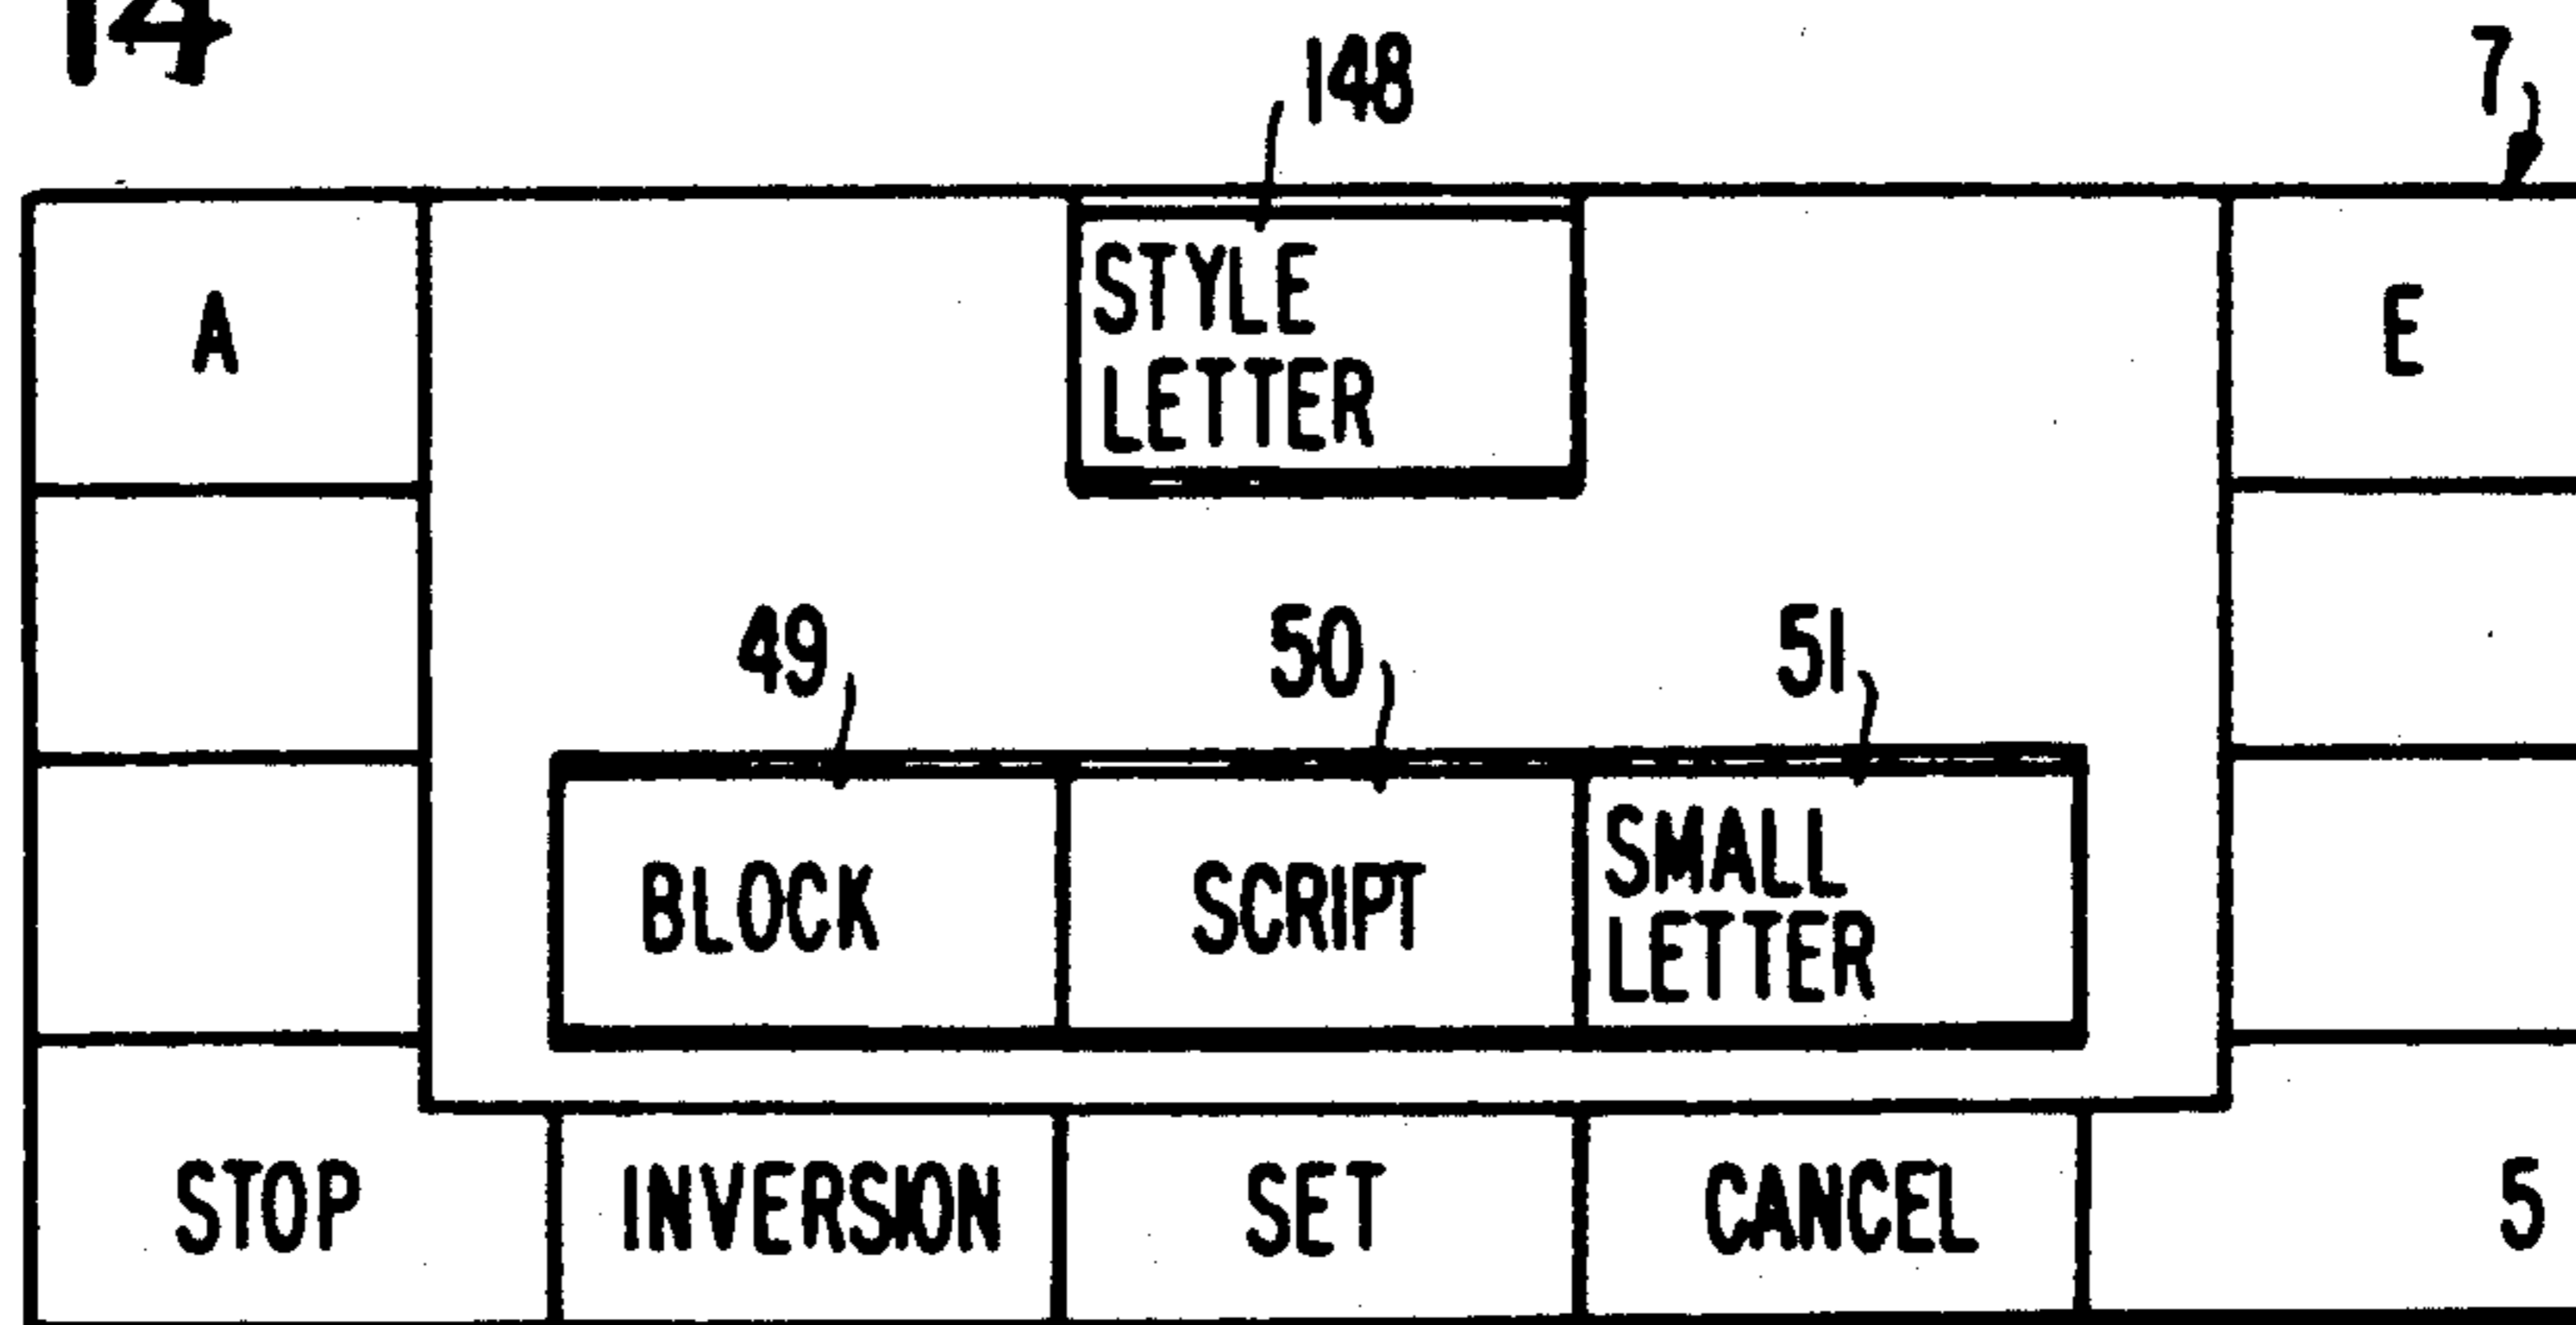 14
148
7
A
STYLE
LETTER
E
49
50
51
BLOCK
SCRIPT
SMALL
LETTER
STOP
INVERSION
SET
CANCEL
5